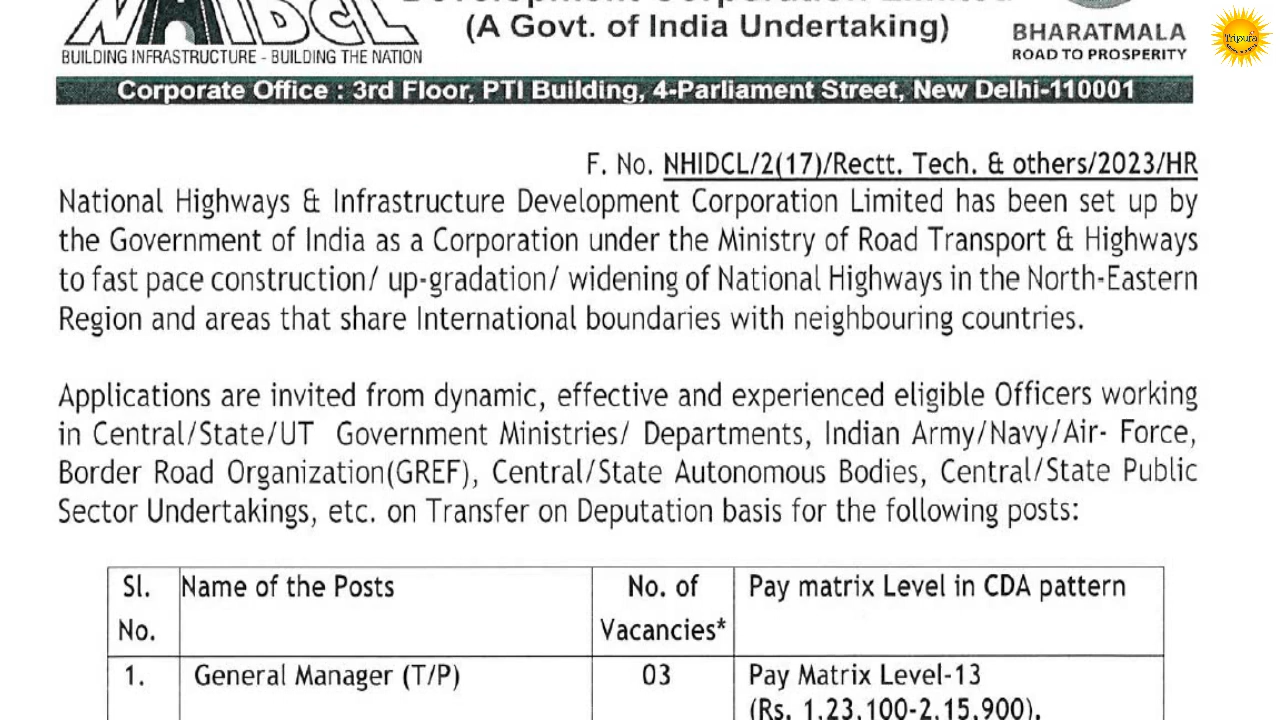 NHIDCL
Development Corporation Limited
(A Govt. of India Undertaking)
BUILDING INFRASTRUCTURE - BUILDING THE NATION
BHARATMALA
ROAD TO PROSPERITY
Tripura
Corporate Office : 3rd Floor, PTI Building, 4-Parliament Street, New Delhi-110001
F. No. NHIDCL/2(17)/Rectt. Tech. & others/2023/HR
National Highways & Infrastructure Development Corporation Limited has been set up by
the Government of India as a Corporation under the Ministry of Road Transport & Highways
to fast pace construction/ up-gradation/ widening of National Highways in the North-Eastern
Region and areas that share International boundaries with neighbouring countries.
Applications are invited from dynamic, effective and experienced eligible Officers working
in Central/State/UT Government Ministries/ Departments, Indian Army/Navy/Air- Force,
Border Road Organization(GREF), Central/State Autonomous Bodies, Central/State Public
Sector Undertakings, etc. on Transfer on Deputation basis for the following posts:
Sl. No. Name of the Posts No. of Vacancies* Pay matrix Level in CDA pattern
1. General Manager (T/P) 03 Pay Matrix Level-13
(Rs. 1,23,100-2,15,900).